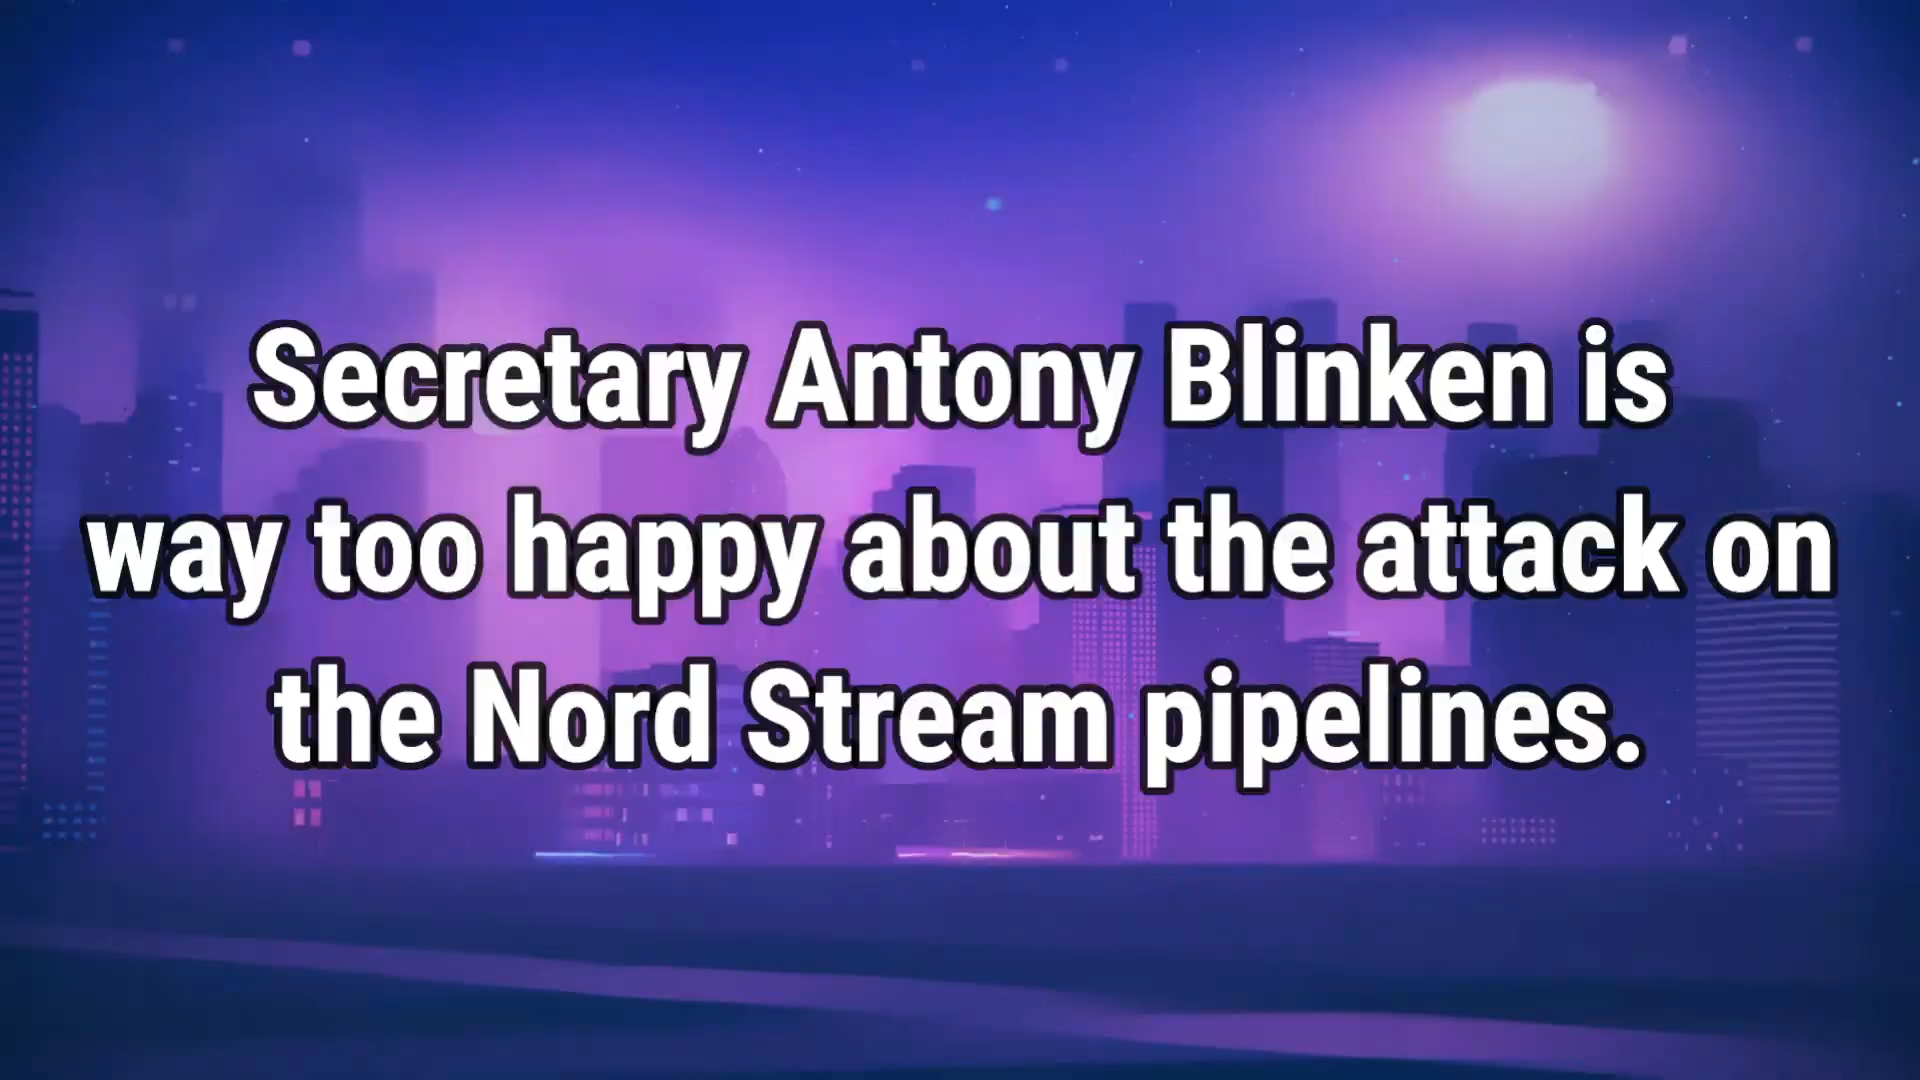 Secretary Antony Blinken is
way too happy about the attack on
the Nord Stream pipelines.